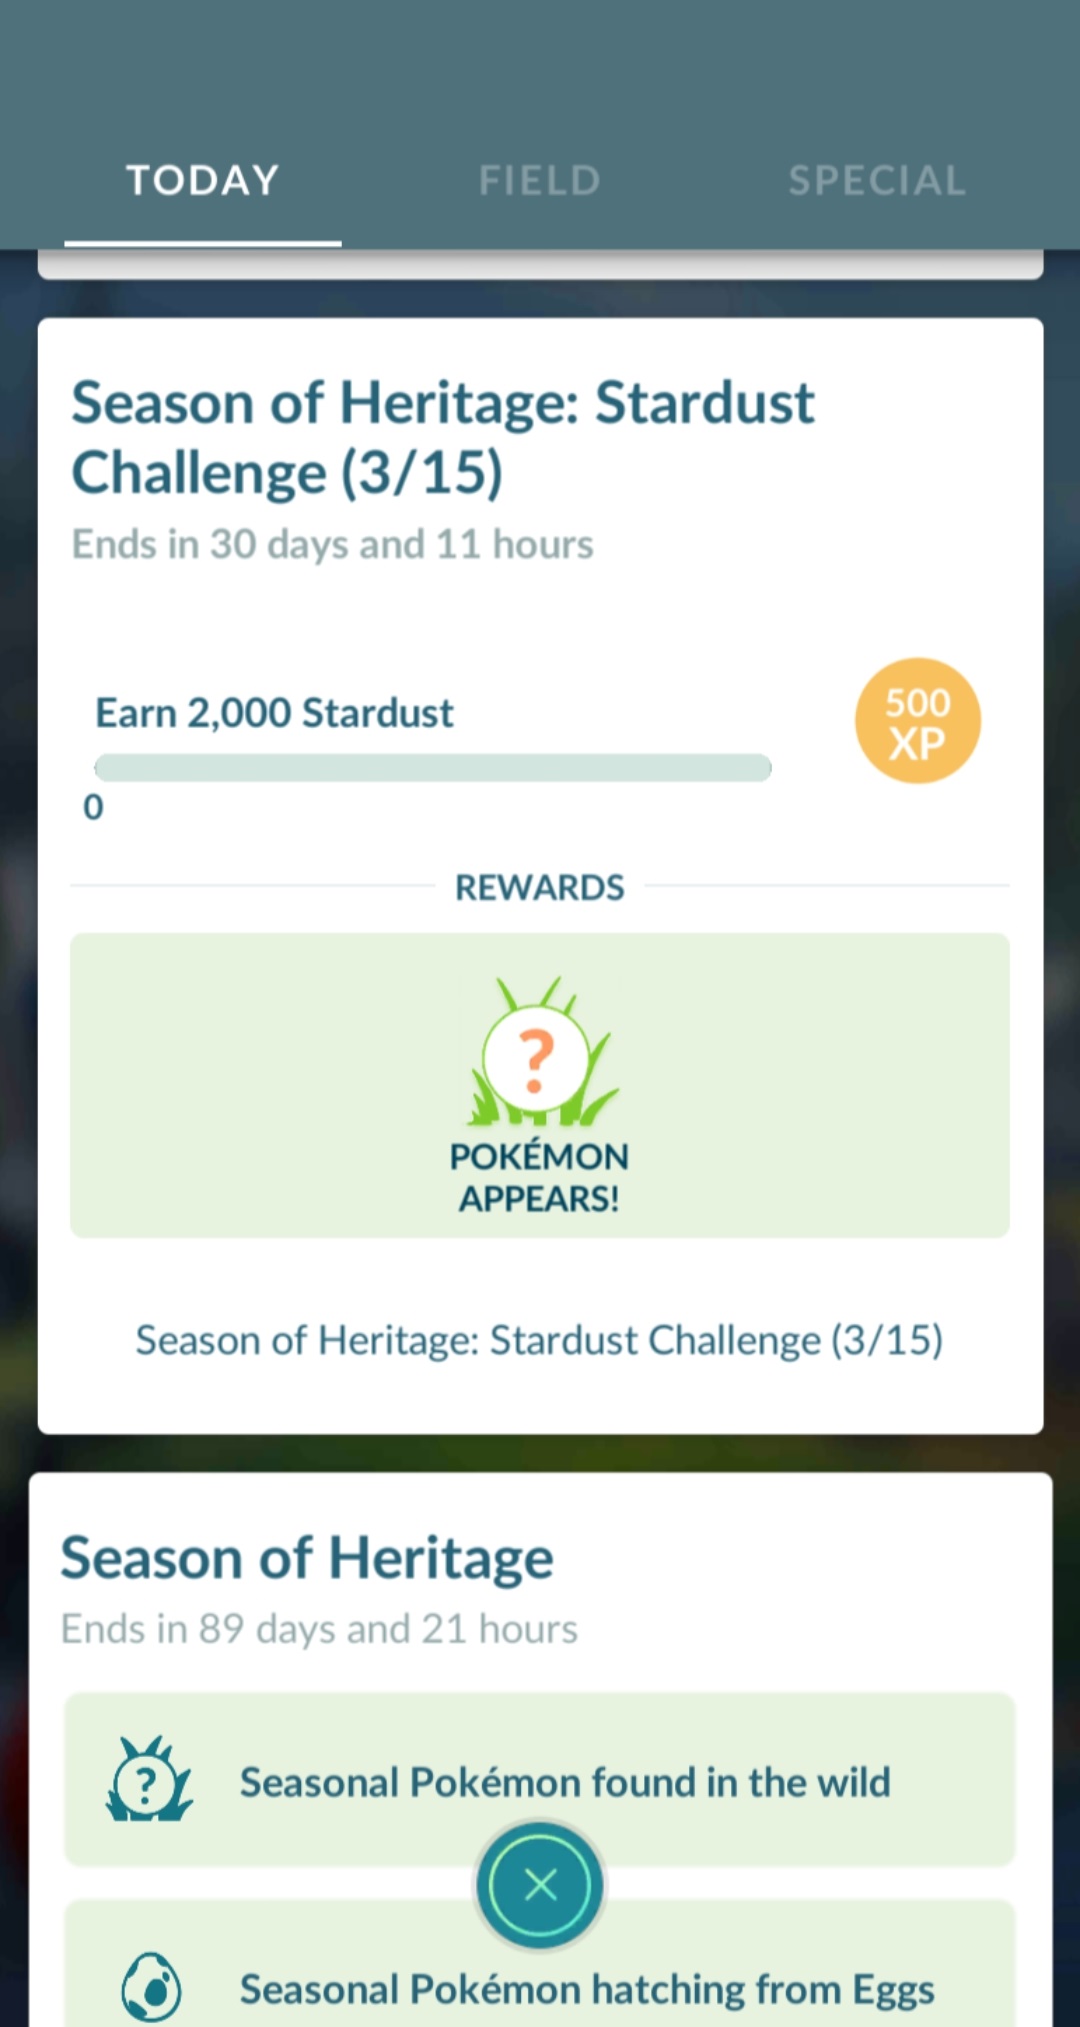 TODAY
FIELD
SPECIAL
Season of Heritage: Stardust
Challenge (3/15)
Ends in 30 days and 11 hours
Earn 2,000 Stardust
500
XP
0
REWARDS
?
POKÉMON
APPEARS!
Season of Heritage: Stardust Challenge (3/15)
Season of Heritage
Ends in 89 days and 21 hours
?
Seasonal Pokémon found in the wild
Seasonal Pokémon hatching from Eggs